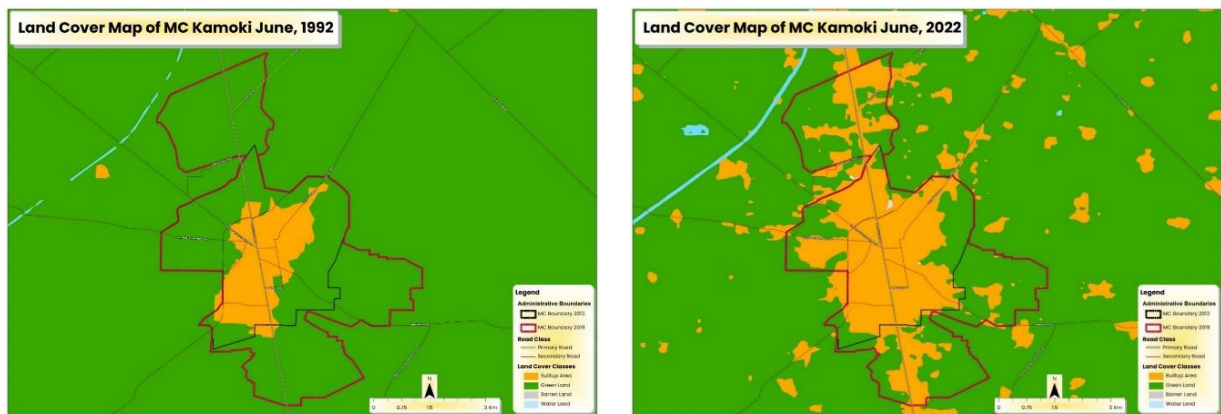 Land Cover Map of MC Kamoki June, 1992
N
0 0.75 1.5 3 Km
Legend
Administrative Boundaries
MC Boundary 2013
MC Boundary 2019
Road Class
Primary Road
Secondary Road
Land Cover Classes
Builtup Area
Green Land
Barren Land
Water Land
Land Cover Map of MC Kamoki June, 2022
N
0 0.75 1.5 3 Km
Legend
Administrative Boundaries
MC Boundary 2013
MC Boundary 2019
Road Class
Primary Road
Secondary Road
Land Cover Classes
Builtup Area
Green Land
Barren Land
Water Land